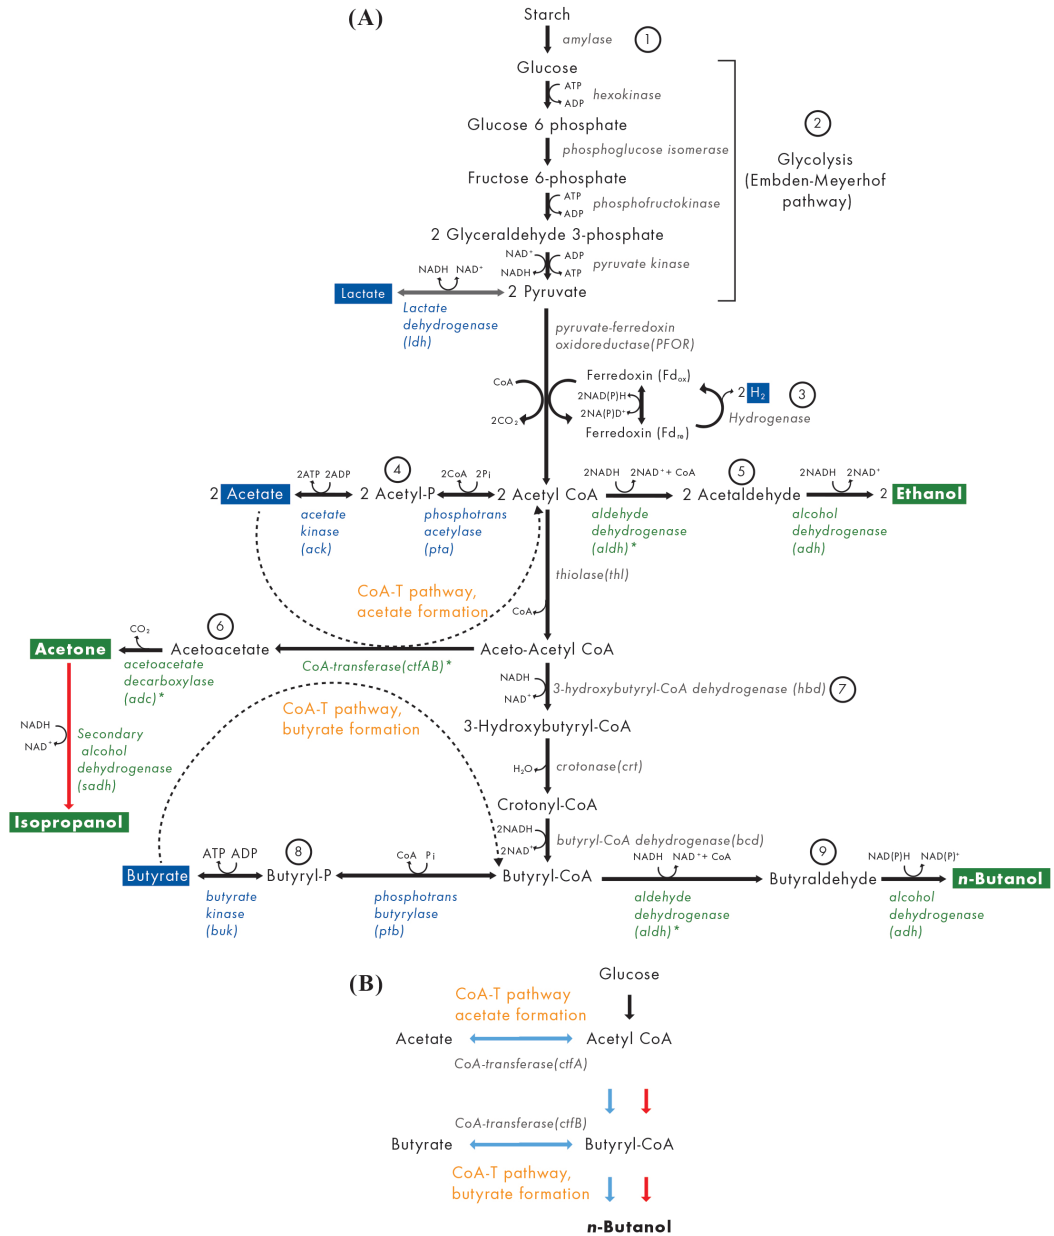 (A)
Starch
amylase
1
Glucose
ATP
ADP
hexokinase
Glucose 6 phosphate
phosphoglucose isomerase
2
Glycolysis
(Embden-Meyerhof
pathway)
Fructose 6-phosphate
ATP
ADP
phosphofructokinase
2 Glyceraldehyde 3-phosphate
NAD+
NADH
ADP
ATP
pyruvate kinase
NADH NAD+
Lactate
2 Pyruvate
Lactate
dehydrogenase
(ldh)
pyruvate-ferredoxin
oxidoreductase(PFOR)
CoA
2CO2
Ferredoxin (Fdox)
2NAD(P)H
2NA(P)D+
Ferredoxin (Fdre)
2 H2
3
Hydrogenase
2ATP 2ADP
4
2CoA 2Pi
2NADH 2NAD+ + CoA
5
2NADH 2NAD+
2 Acetate
2 Acetyl-P
2 Acetyl CoA
2 Acetaldehyde
2 Ethanol
acetate
kinase
(ack)
phosphotrans
acetylase
(pta)
aldehyde
dehydrogenase
(aldh)*
alcohol
dehydrogenase
(adh)
thiolase(thl)
CoA-T pathway,
acetate formation
CoA
CO2
6
Acetone
Acetoacetate
Aceto-Acetyl CoA
acetoacetate
decarboxylase
(adc)*
CoA-transferase(ctfAB)*
NADH
NAD+
3-hydroxybutyryl-CoA dehydrogenase (hbd)
7
CoA-T pathway,
butyrate formation
3-Hydroxybutyryl-CoA
NADH
NAD+
Secondary
alcohol
dehydrogenase
(sadh)
H2O
crotonase(crt)
Isopropanol
Crotonyl-CoA
2NADH
2NAD+
butyryl-CoA dehydrogenase(bcd)
ATP ADP
8
CoA Pi
NADH NAD+ + CoA
9
NAD(P)H NAD(P)+
Butyrate
Butyryl-P
Butyryl-CoA
Butyraldehyde
n-Butanol
butyrate
kinase
(buk)
phosphotrans
butyrylase
(ptb)
aldehyde
dehydrogenase
(aldh)*
alcohol
dehydrogenase
(adh)
(B)
Glucose
CoA-T pathway
acetate formation
Acetate
Acetyl CoA
CoA-transferase(ctfA)
CoA-transferase(ctfB)
Butyrate
Butyryl-CoA
CoA-T pathway,
butyrate formation
n-Butanol